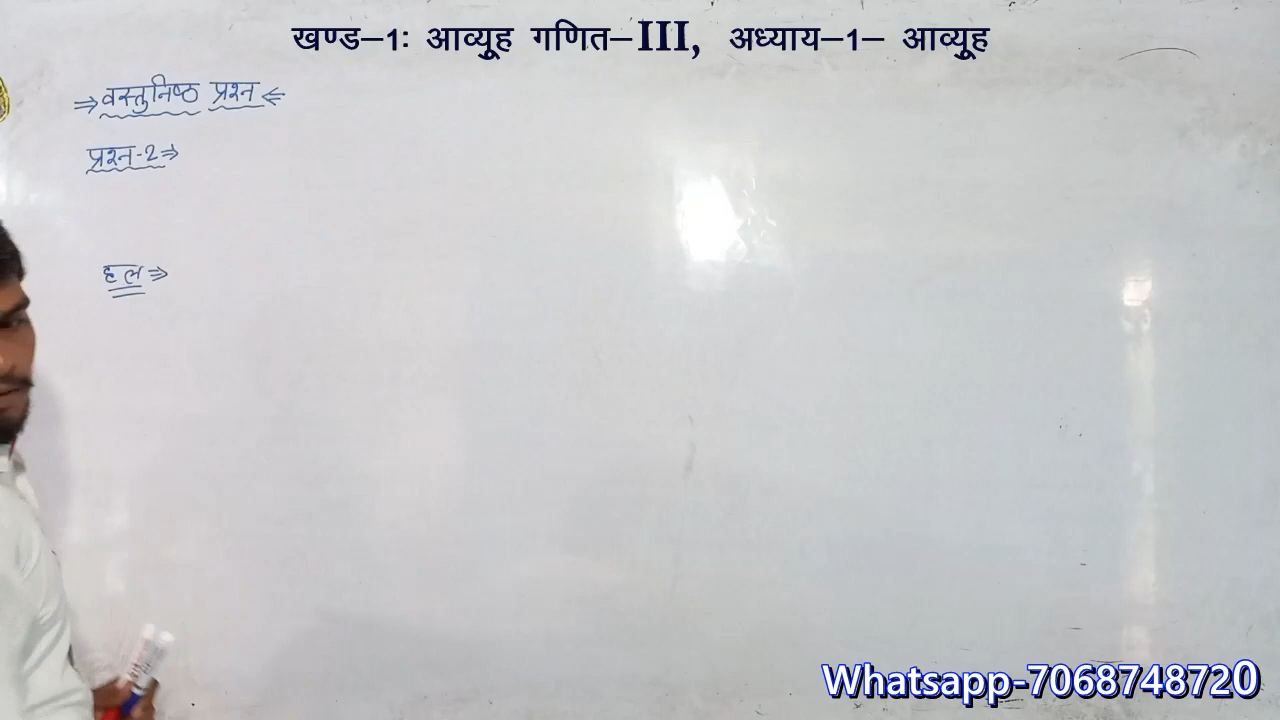 खण्ड–1: आव्यूह गणित–III, अध्याय–1– आव्यूह
⇒ वस्तुनिष्ठ प्रश्न ⇐
प्रश्न-2⇒
हल⇒
Whatsapp-7068748720